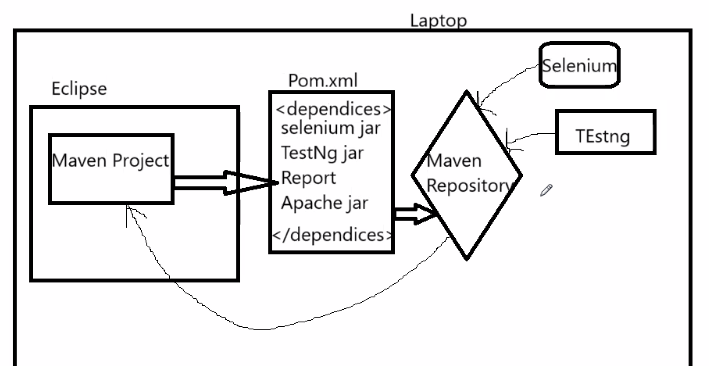 Laptop
Selenium
Eclipse
Pom.xml
<dependices>
selenium jar
TestNg jar
Report
Apache jar
</dependices>
Maven Project
Maven
Repository
TEstng